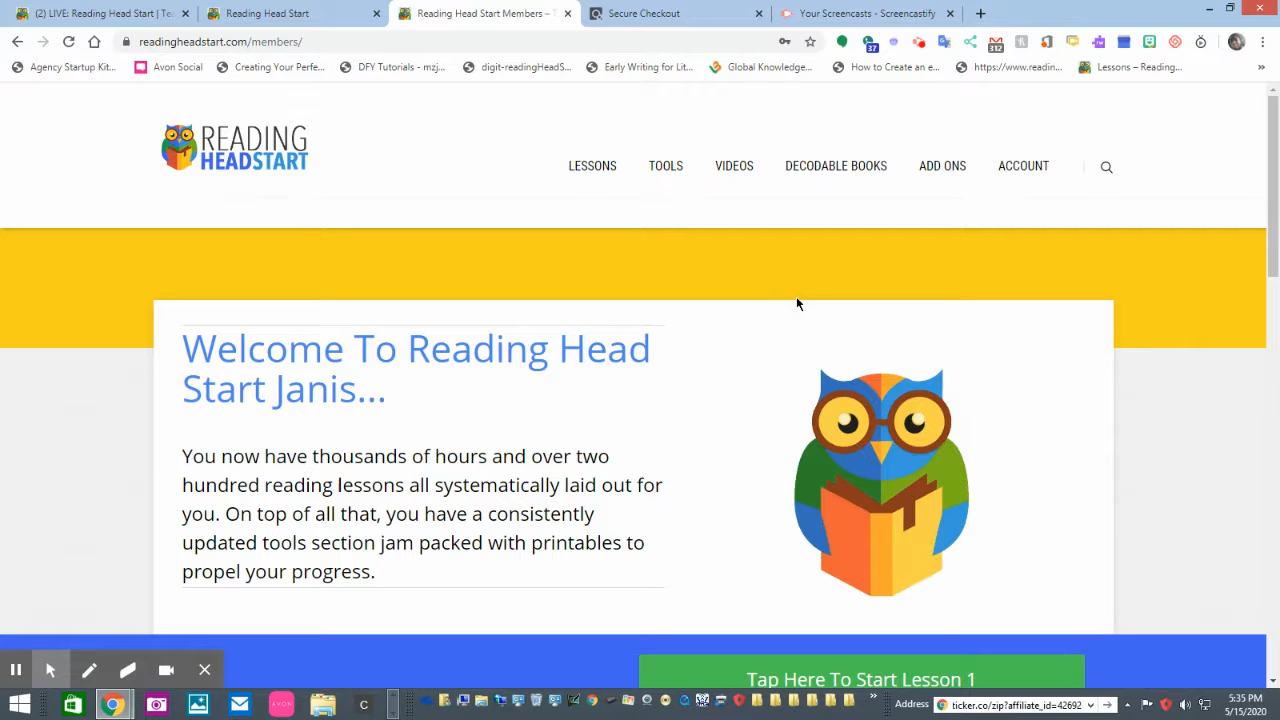 (2) LIVE: Reading Head Start | Tea
Reading Head Start
Reading Head Start Members – T
Secure Checkout
Your Screencasts - Screencastify
readingheadstart.com/members/
37
312
Agency Startup Kit...
Avon Social
Creating Your Perfe...
DFY Tutorials - mzj...
digit-readingHeadS...
Early Writing for Lit...
Global Knowledge...
How to Create an e...
https://www.readin...
Lessons – Reading...
»
READING
HEADSTART
LESSONS
TOOLS
VIDEOS
DECODABLE BOOKS
ADD ONS
ACCOUNT
Welcome To Reading Head
Start Janis...
You now have thousands of hours and over two
hundred reading lessons all systematically laid out for
you. On top of all that, you have a consistently
updated tools section jam packed with printables to
propel your progress.
Tap Here To Start Lesson 1
AVON
C
Address
ticker.co/zip?affiliate_id=42692
5:35 PM
5/15/2020